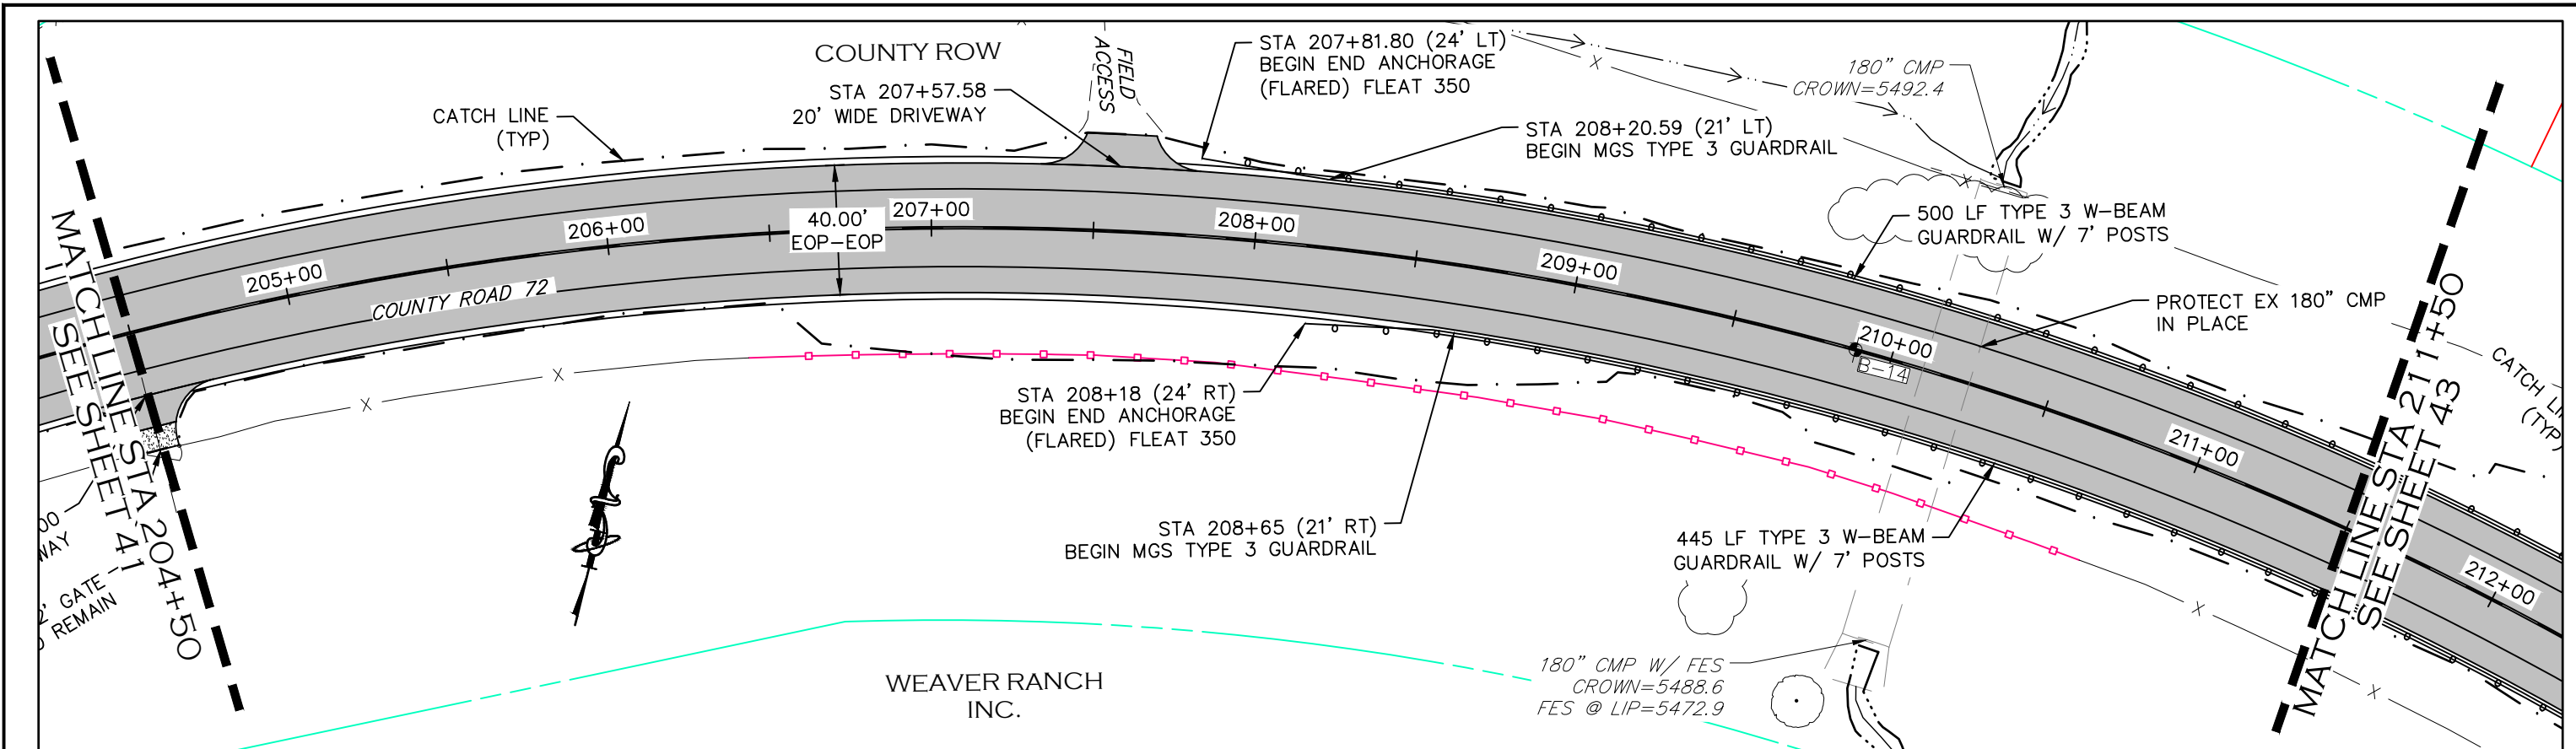 COUNTY ROW
STA 207+57.58
20' WIDE DRIVEWAY
CATCH LINE
(TYP)
FIELD
ACCESS
STA 207+81.80 (24' LT)
BEGIN END ANCHORAGE
(FLARED) FLEAT 350
180" CMP
CROWN=5492.4
STA 208+20.59 (21' LT)
BEGIN MGS TYPE 3 GUARDRAIL
500 LF TYPE 3 W-BEAM
GUARDRAIL W/ 7' POSTS
PROTECT EX 180" CMP
IN PLACE
205+00
206+00
207+00
208+00
209+00
210+00
211+00
212+00
40.00'
EOP-EOP
COUNTY ROAD 72
B-14
MATCH LINE STA 204+50
SEE SHEET 41
MATCH LINE STA 211+50
SEE SHEET 43
CATCH
(TYP)
STA 208+18 (24' RT)
BEGIN END ANCHORAGE
(FLARED) FLEAT 350
STA 208+65 (21' RT)
BEGIN MGS TYPE 3 GUARDRAIL
445 LF TYPE 3 W-BEAM
GUARDRAIL W/ 7' POSTS
GATE
REMAIN
WEAVER RANCH
INC.
180" CMP W/ FES
CROWN=5488.6
FES @ LIP=5472.9